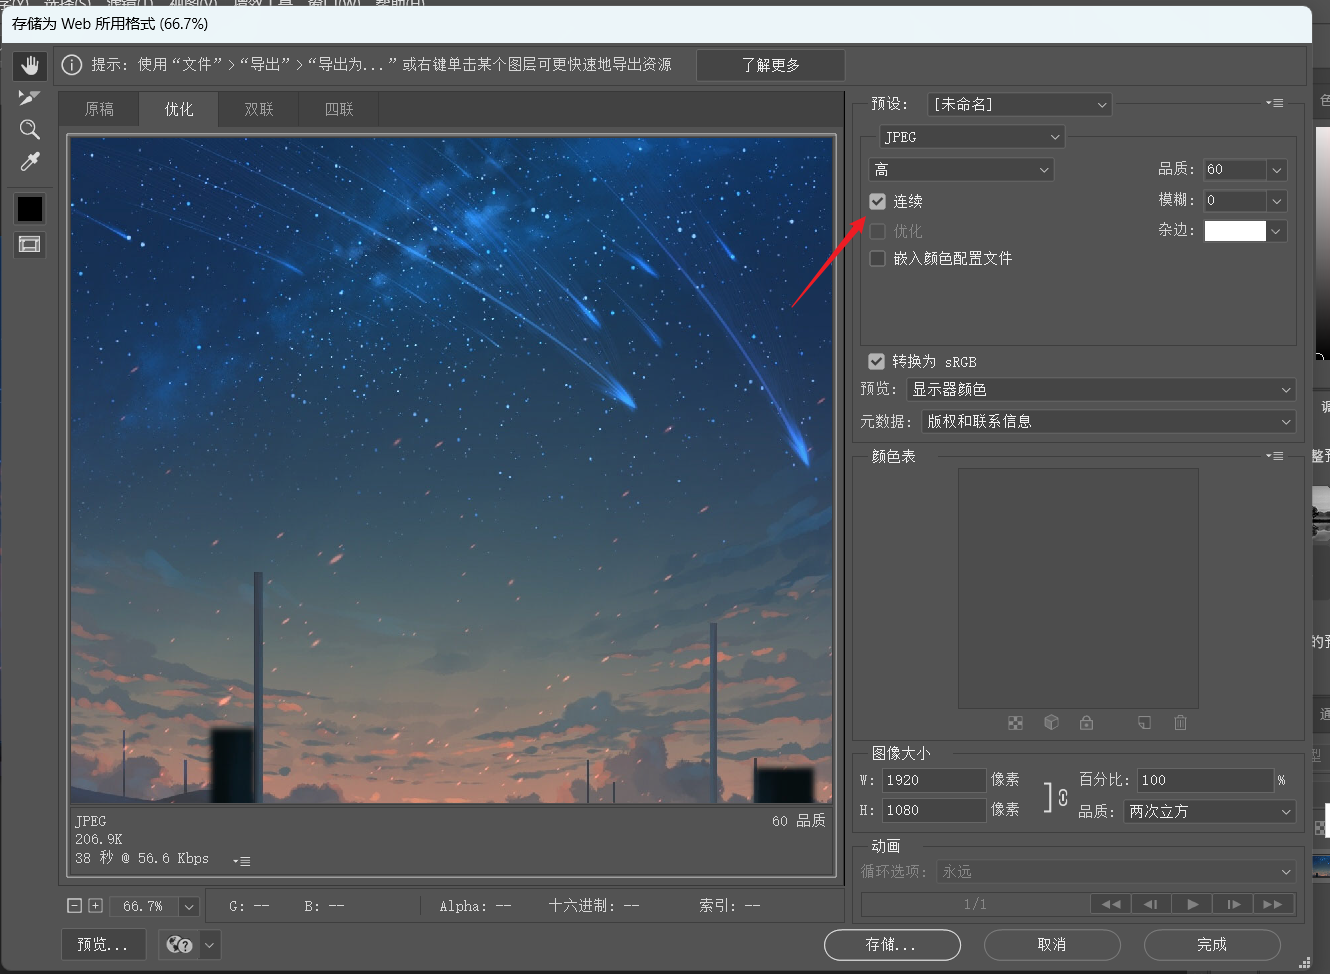 存储为 Web 所用格式 (66.7%)
提示: 使用“文件”>“导出”>“导出为...”或右键单击某个图层可更快速地导出资源
了解更多
原稿
优化
双联
四联
预设:
[未命名]
JPEG
高
品质:
60
连续
模糊:
0
优化
杂边:
嵌入颜色配置文件
转换为 sRGB
预览:
显示器颜色
元数据:
版权和联系信息
颜色表
图像大小
W:
1920
像素
百分比:
100
%
H:
1080
像素
品质:
两次立方
JPEG
60 品质
206.9K
38 秒 @ 56.6 Kbps
动画
循环选项:
永远
1/1
66.7%
G: --
B: --
Alpha: --
十六进制: --
索引: --
预览...
存储...
取消
完成